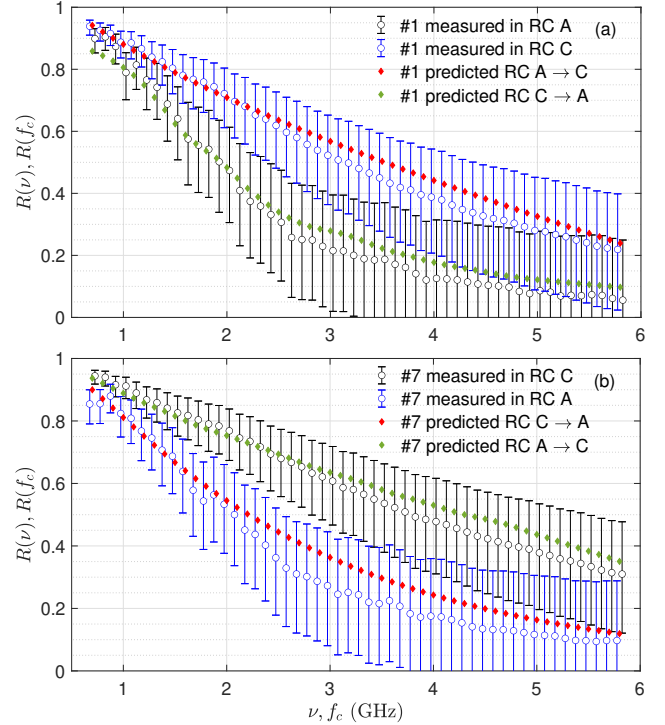 1
0.8
0.6
0.4
0.2
0
R(ν), R(f_c)
(a)
#1 measured in RC A
#1 measured in RC C
#1 predicted RC A → C
#1 predicted RC C → A
1 2 3 4 5 6
1
0.8
0.6
0.4
0.2
0
R(ν), R(f_c)
(b)
#7 measured in RC C
#7 measured in RC A
#7 predicted RC C → A
#7 predicted RC A → C
1 2 3 4 5 6
ν, f_c (GHz)